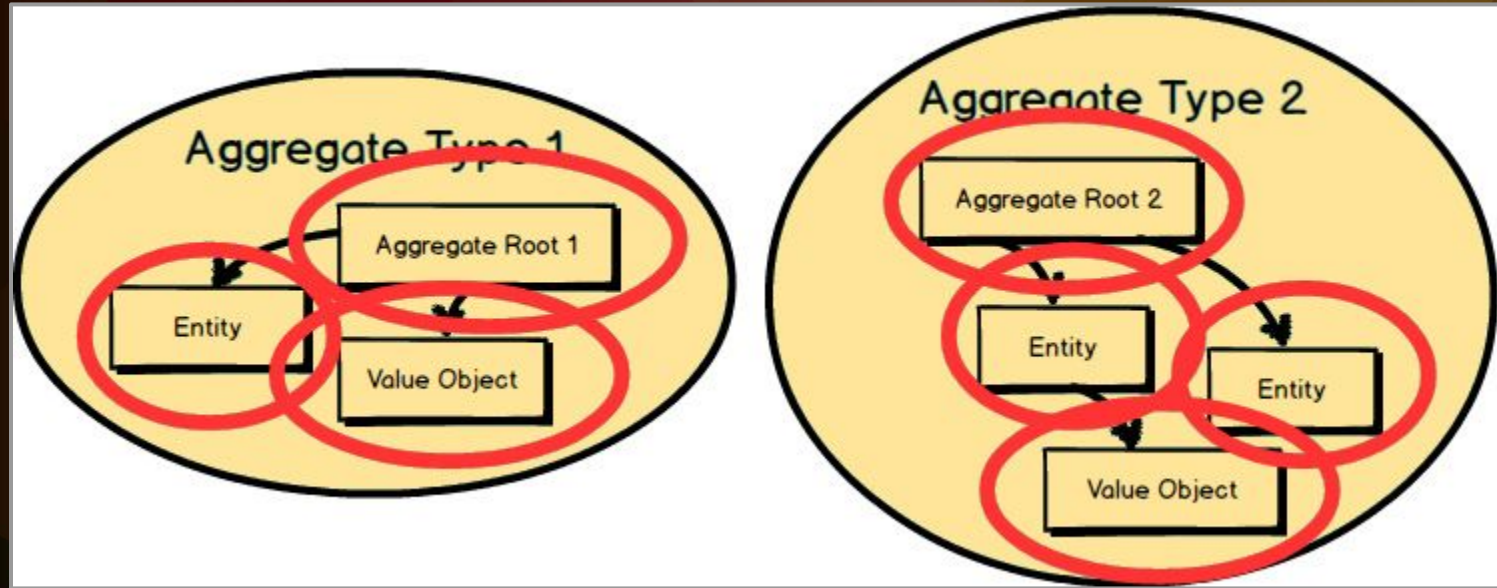 Aggregate Type 1
Aggregate Root 1
Entity
Value Object
Aggregate Type 2
Aggregate Root 2
Entity
Entity
Value Object